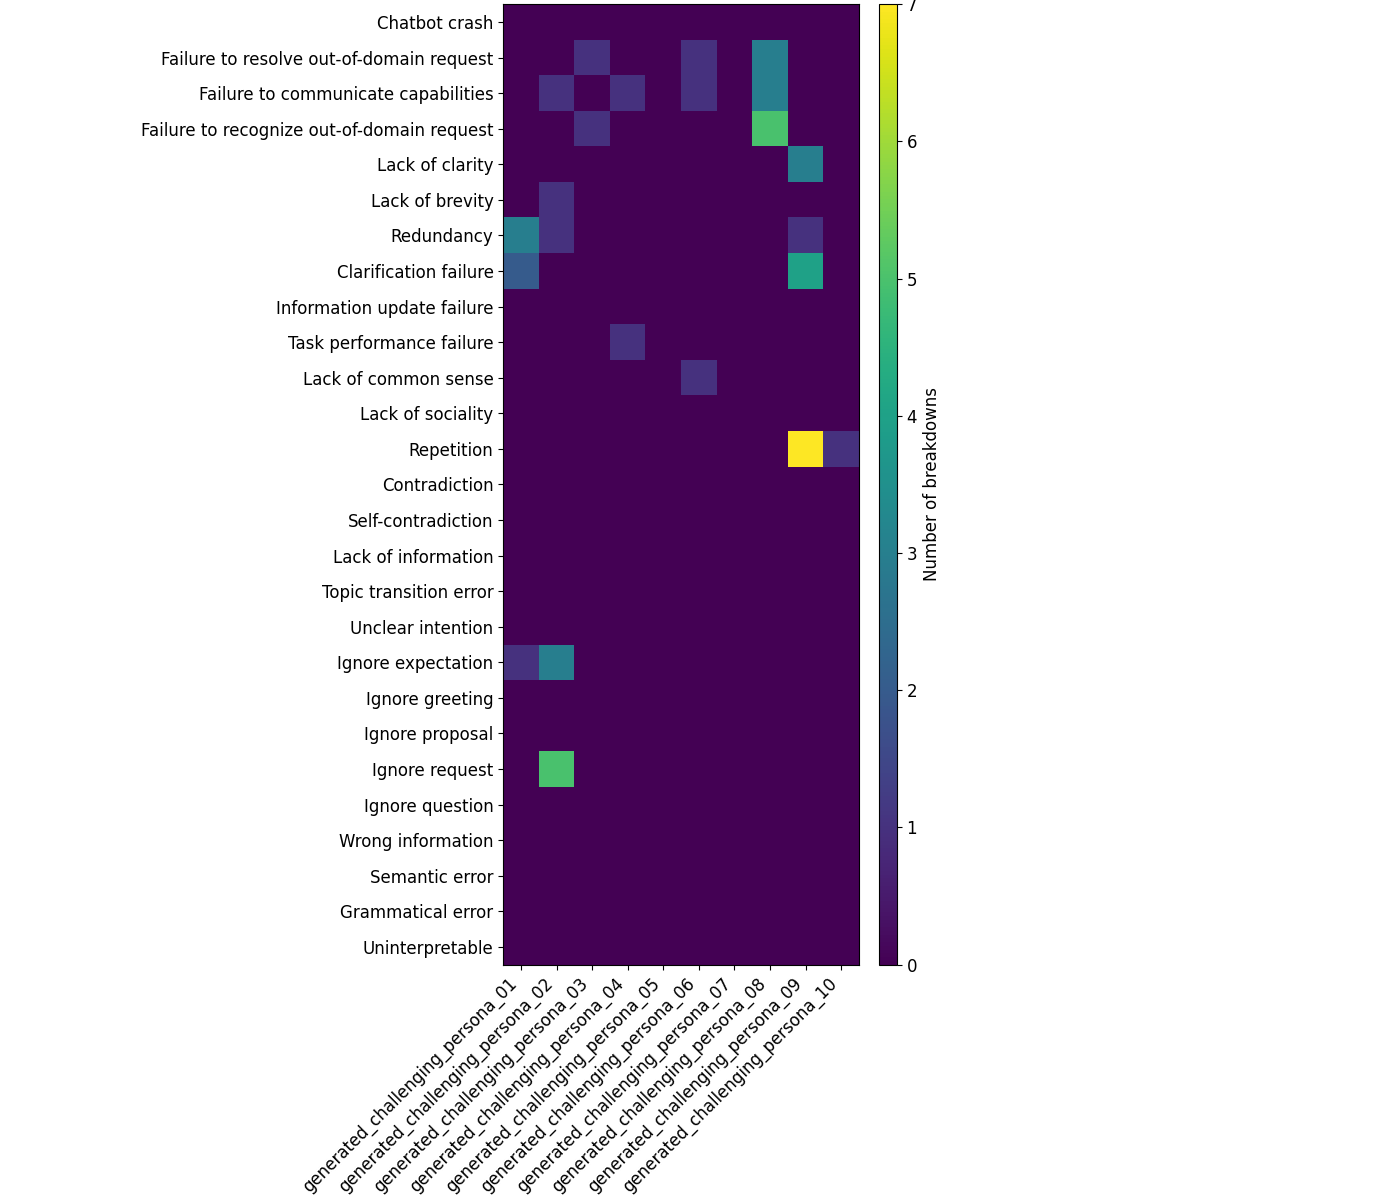 Chatbot crash
Failure to resolve out-of-domain request
Failure to communicate capabilities
Failure to recognize out-of-domain request
Lack of clarity
Lack of brevity
Redundancy
Clarification failure
Information update failure
Task performance failure
Lack of common sense
Lack of sociality
Repetition
Contradiction
Self-contradiction
Lack of information
Topic transition error
Unclear intention
Ignore expectation
Ignore greeting
Ignore proposal
Ignore request
Ignore question
Wrong information
Semantic error
Grammatical error
Uninterpretable
generated_challenging_persona_01
generated_challenging_persona_02
generated_challenging_persona_03
generated_challenging_persona_04
generated_challenging_persona_05
generated_challenging_persona_06
generated_challenging_persona_07
generated_challenging_persona_08
generated_challenging_persona_09
generated_challenging_persona_10
7
6
5
4
3
2
1
0
Number of breakdowns